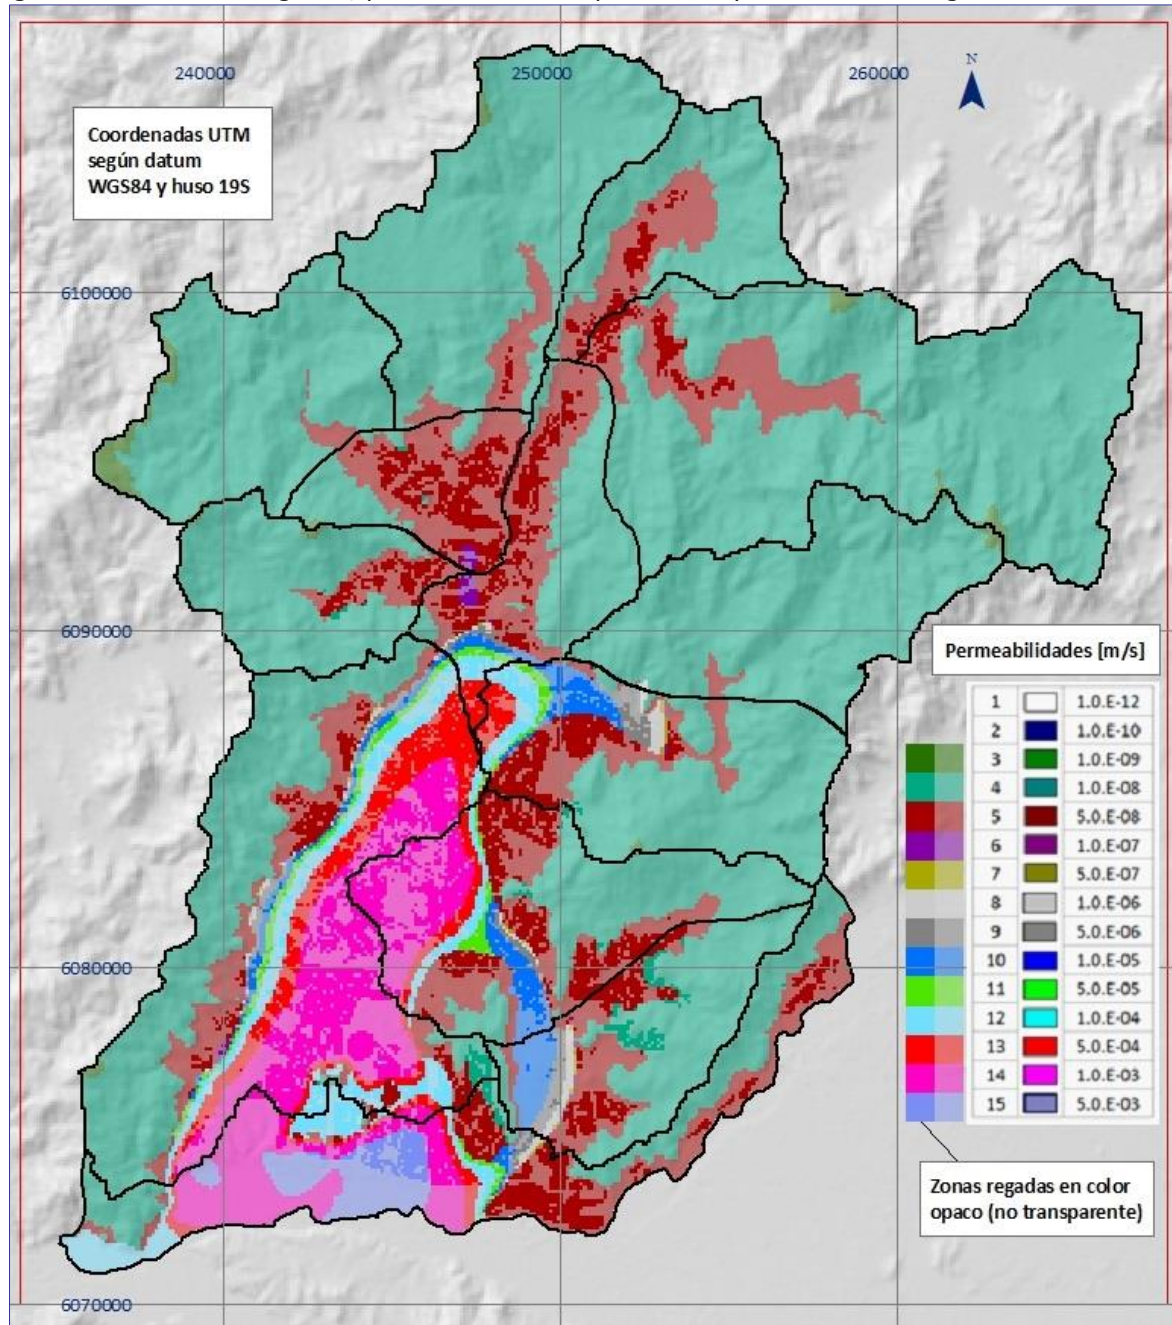 240000
250000
260000
N
Coordenadas UTM
según datum
WGS84 y huso 19S
6100000
6090000
Permeabilidades [m/s]
1 1.0.E-12
2 1.0.E-10
3 1.0.E-09
4 1.0.E-08
5 5.0.E-08
6 1.0.E-07
7 5.0.E-07
8 1.0.E-06
9 5.0.E-06
10 1.0.E-05
11 5.0.E-05
12 1.0.E-04
13 5.0.E-04
14 1.0.E-03
15 5.0.E-03
6080000
Zonas regadas en color
opaco (no transparente)
6070000